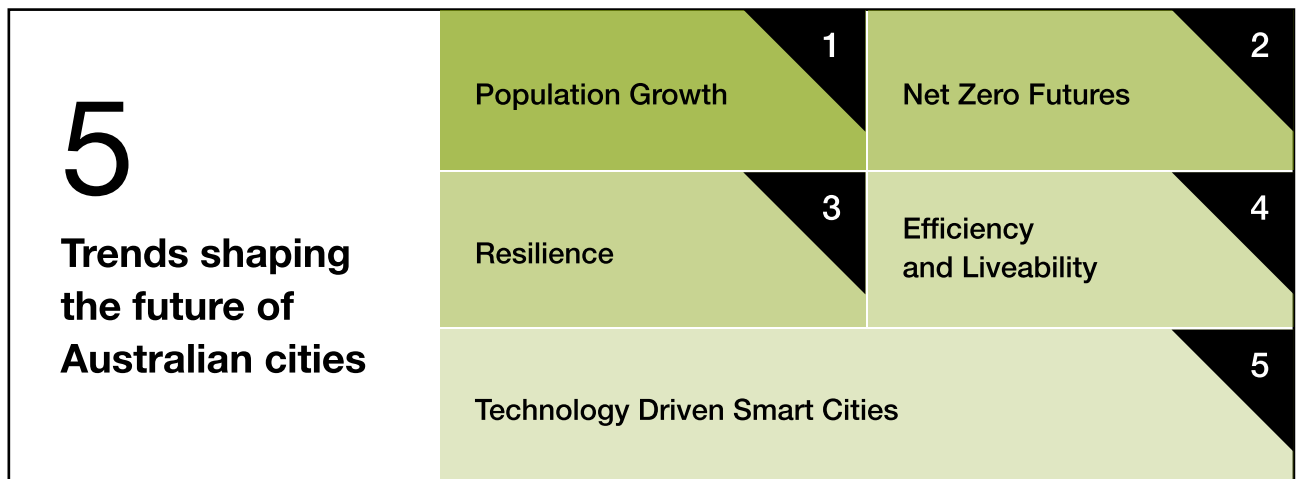 5
Trends shaping
the future of
Australian cities
1
Population Growth
2
Net Zero Futures
3
Resilience
4
Efficiency
and Liveability
5
Technology Driven Smart Cities